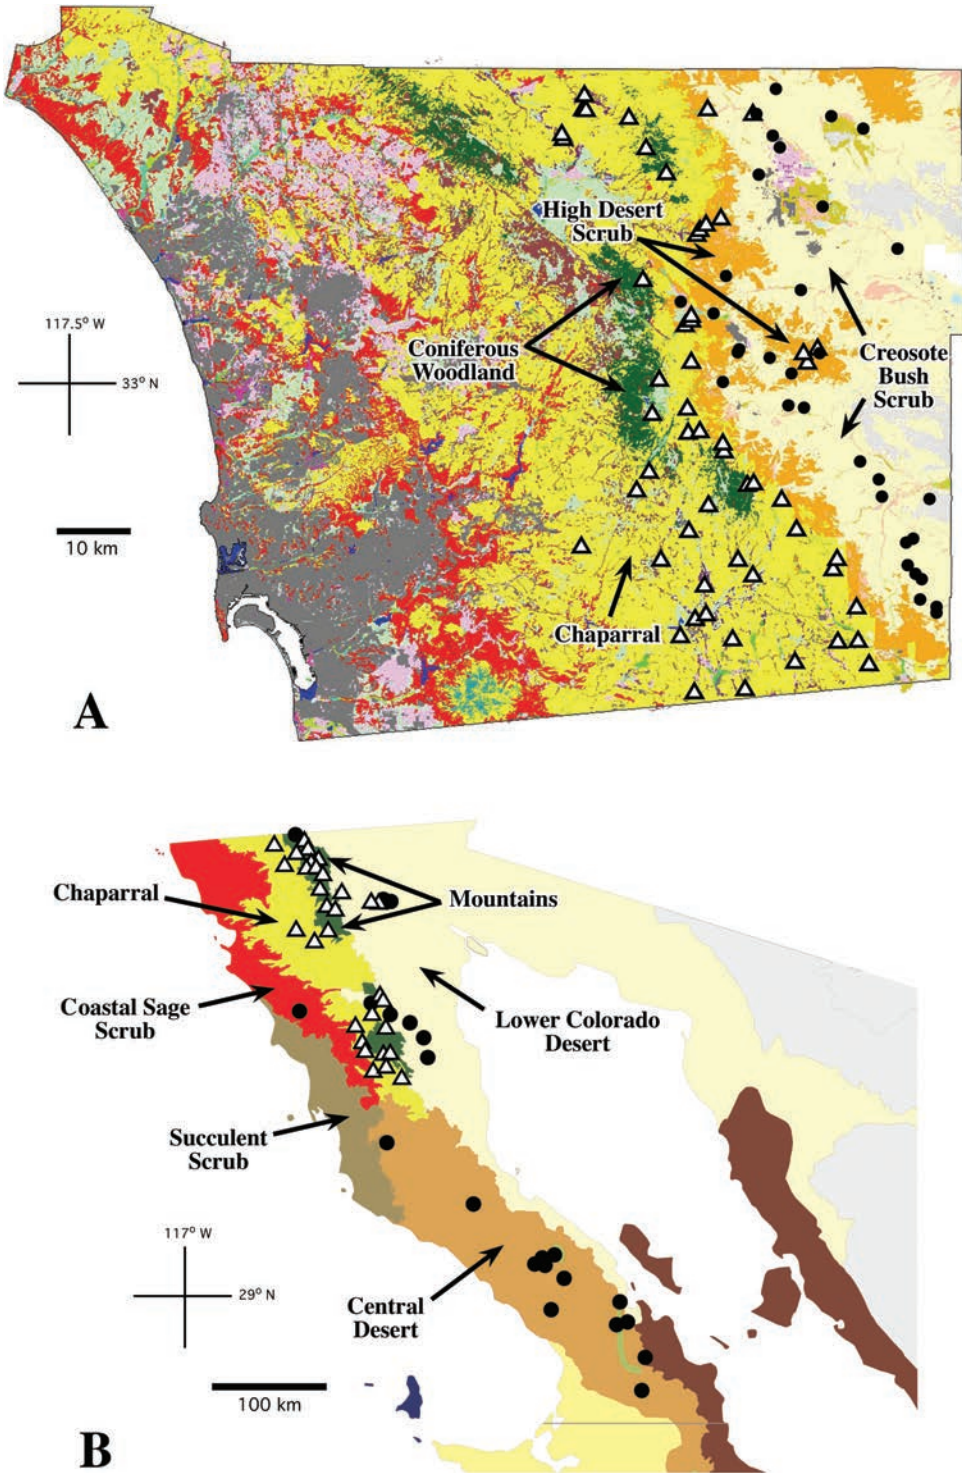 High Desert
Scrub
117.5° W
33° N
Coniferous
Woodland
Creosote
Bush
Scrub
10 km
Chaparral
A
Chaparral
Mountains
Coastal Sage
Scrub
Lower Colorado
Desert
Succulent
Scrub
117° W
29° N
Central
Desert
100 km
B